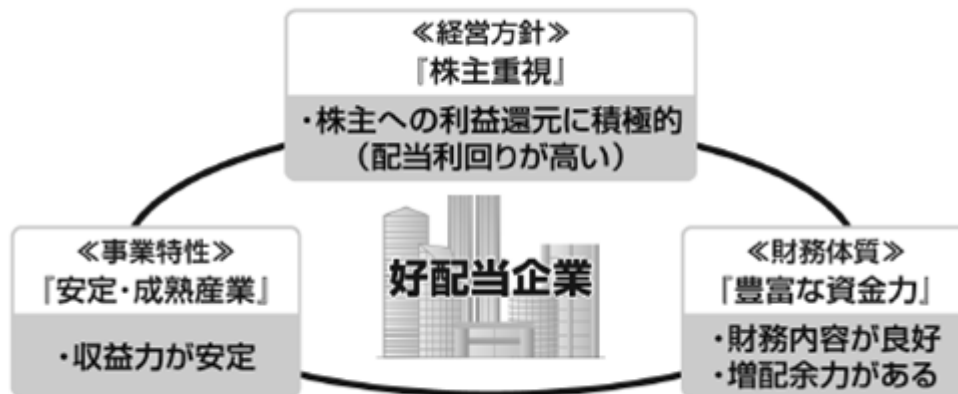 ≪経営方針≫
『株主重視』
・株主への利益還元に積極的
（配当利回りが高い）
≪事業特性≫
『安定・成熟産業』
・収益力が安定
好配当企業
≪財務体質≫
『豊富な資金力』
・財務内容が良好
・増配余力がある